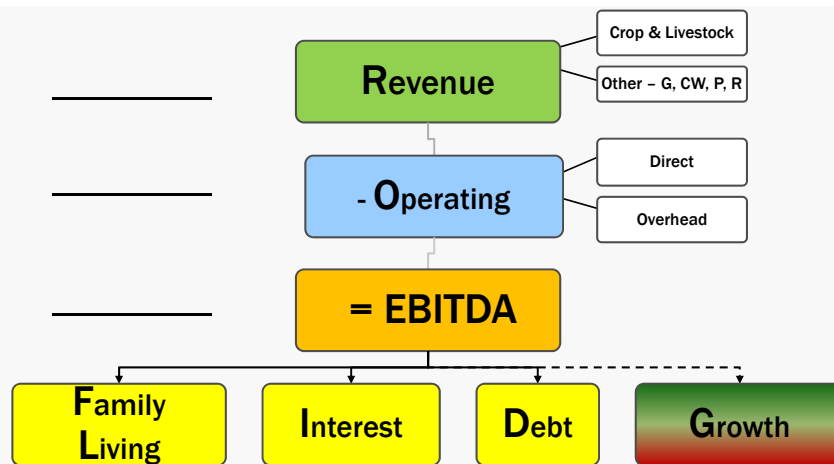 Crop & Livestock
Revenue
Other – G, CW, P, R
Direct
- Operating
Overhead
= EBITDA
Family
Living
Interest
Debt
Growth